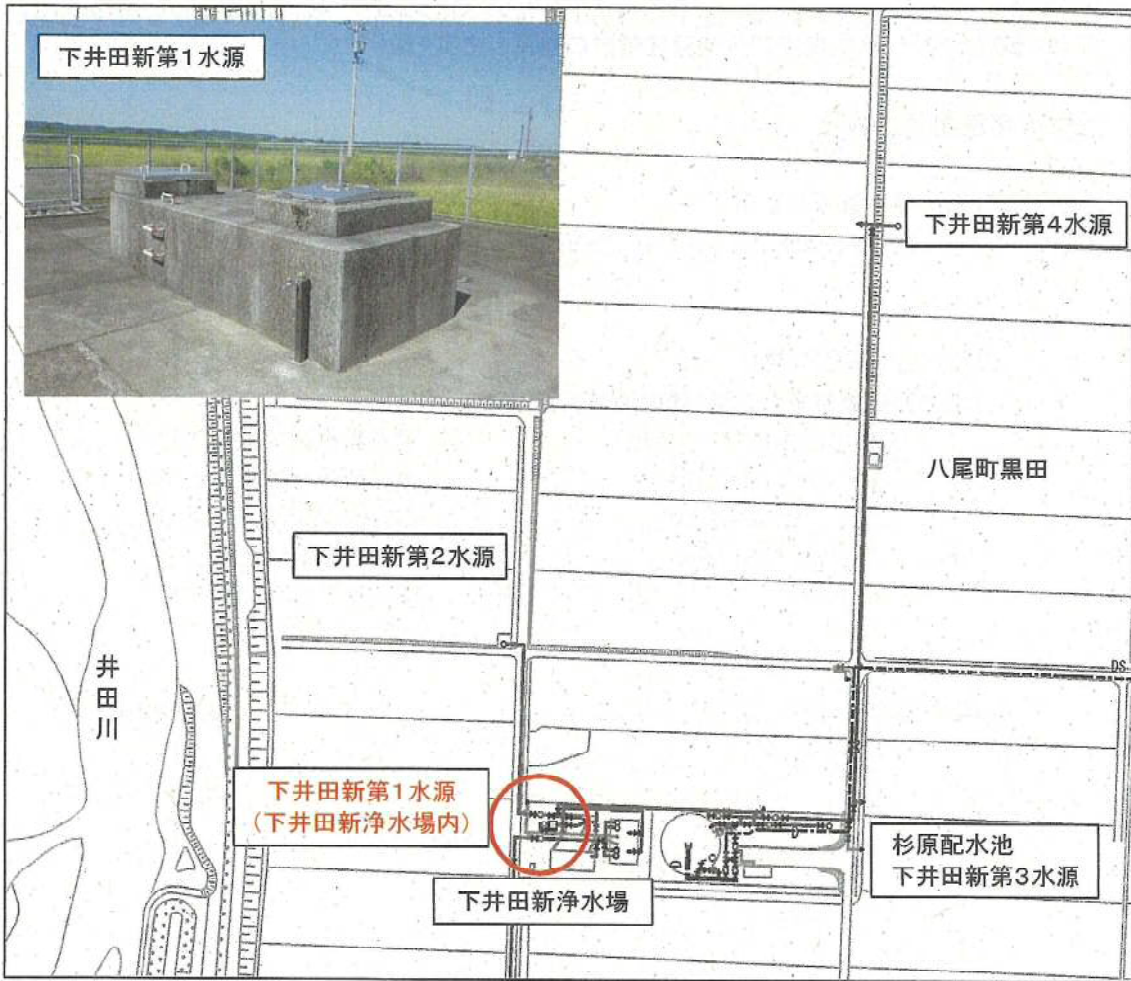 下井田新第1水源
下井田新第4水源
八尾町黒田
下井田新第2水源
井田川
DS
下井田新第1水源
(下井田新浄水場内)
杉原配水池
下井田新第3水源
下井田新浄水場